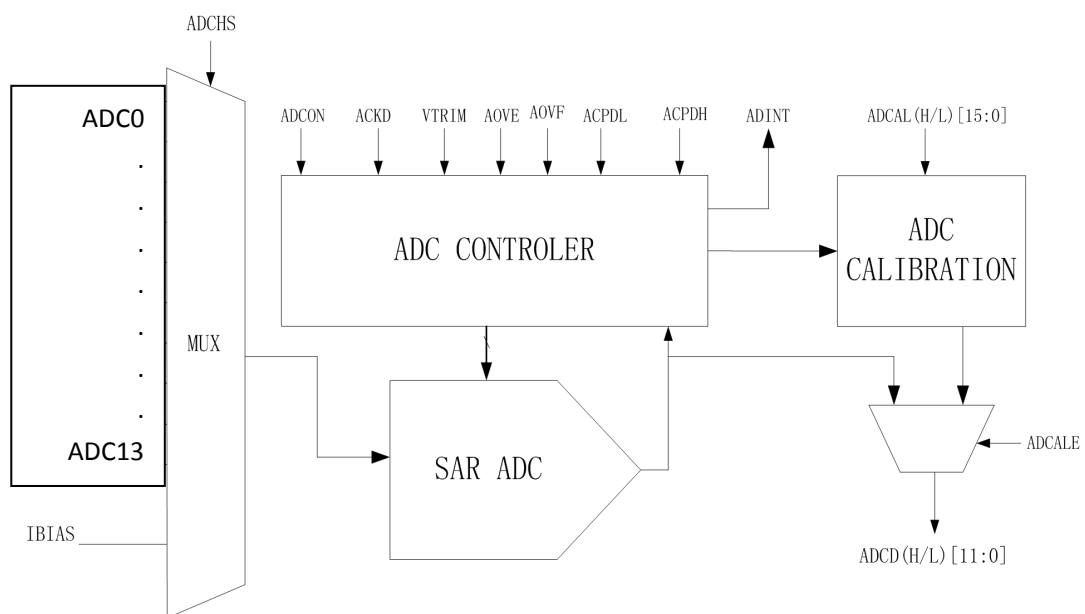 ADCHS
ADC0
ADCON ACKD VTRIM AOVE AOVF ACPDL ACPDH ADINT ADCAL(H/L)[15:0]
ADC CONTROLER
ADC
CALIBRATION
MUX
ADC13
SAR ADC
ADCALE
IBIAS
ADCD(H/L)[11:0]